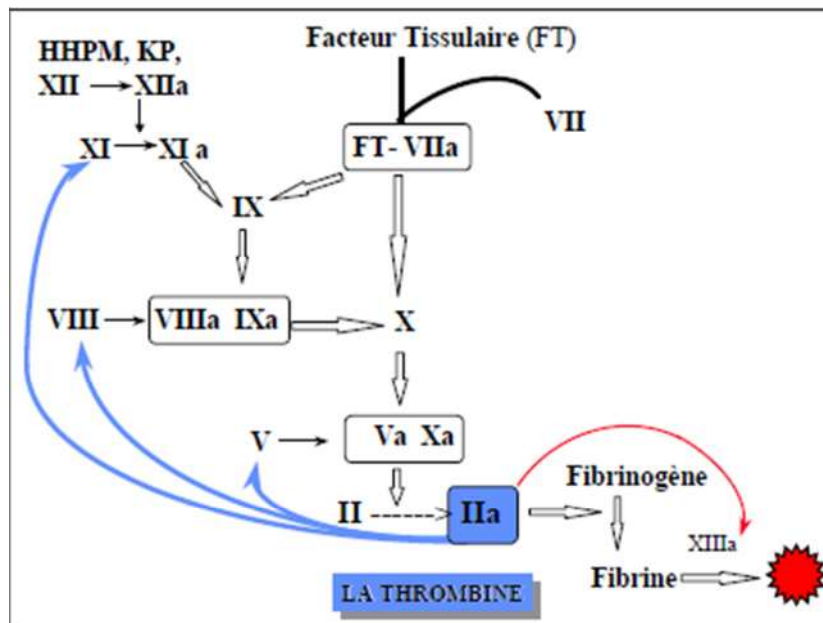 Facteur Tissulaire (FT)
HHPM, KP,
XII XIIa
VII
XI XI a
FT- VIIa
IX
VIII VIIIa IXa X
V Va Xa
Fibrinogène
II IIa
XIIIa
Fibrine
LA THROMBINE